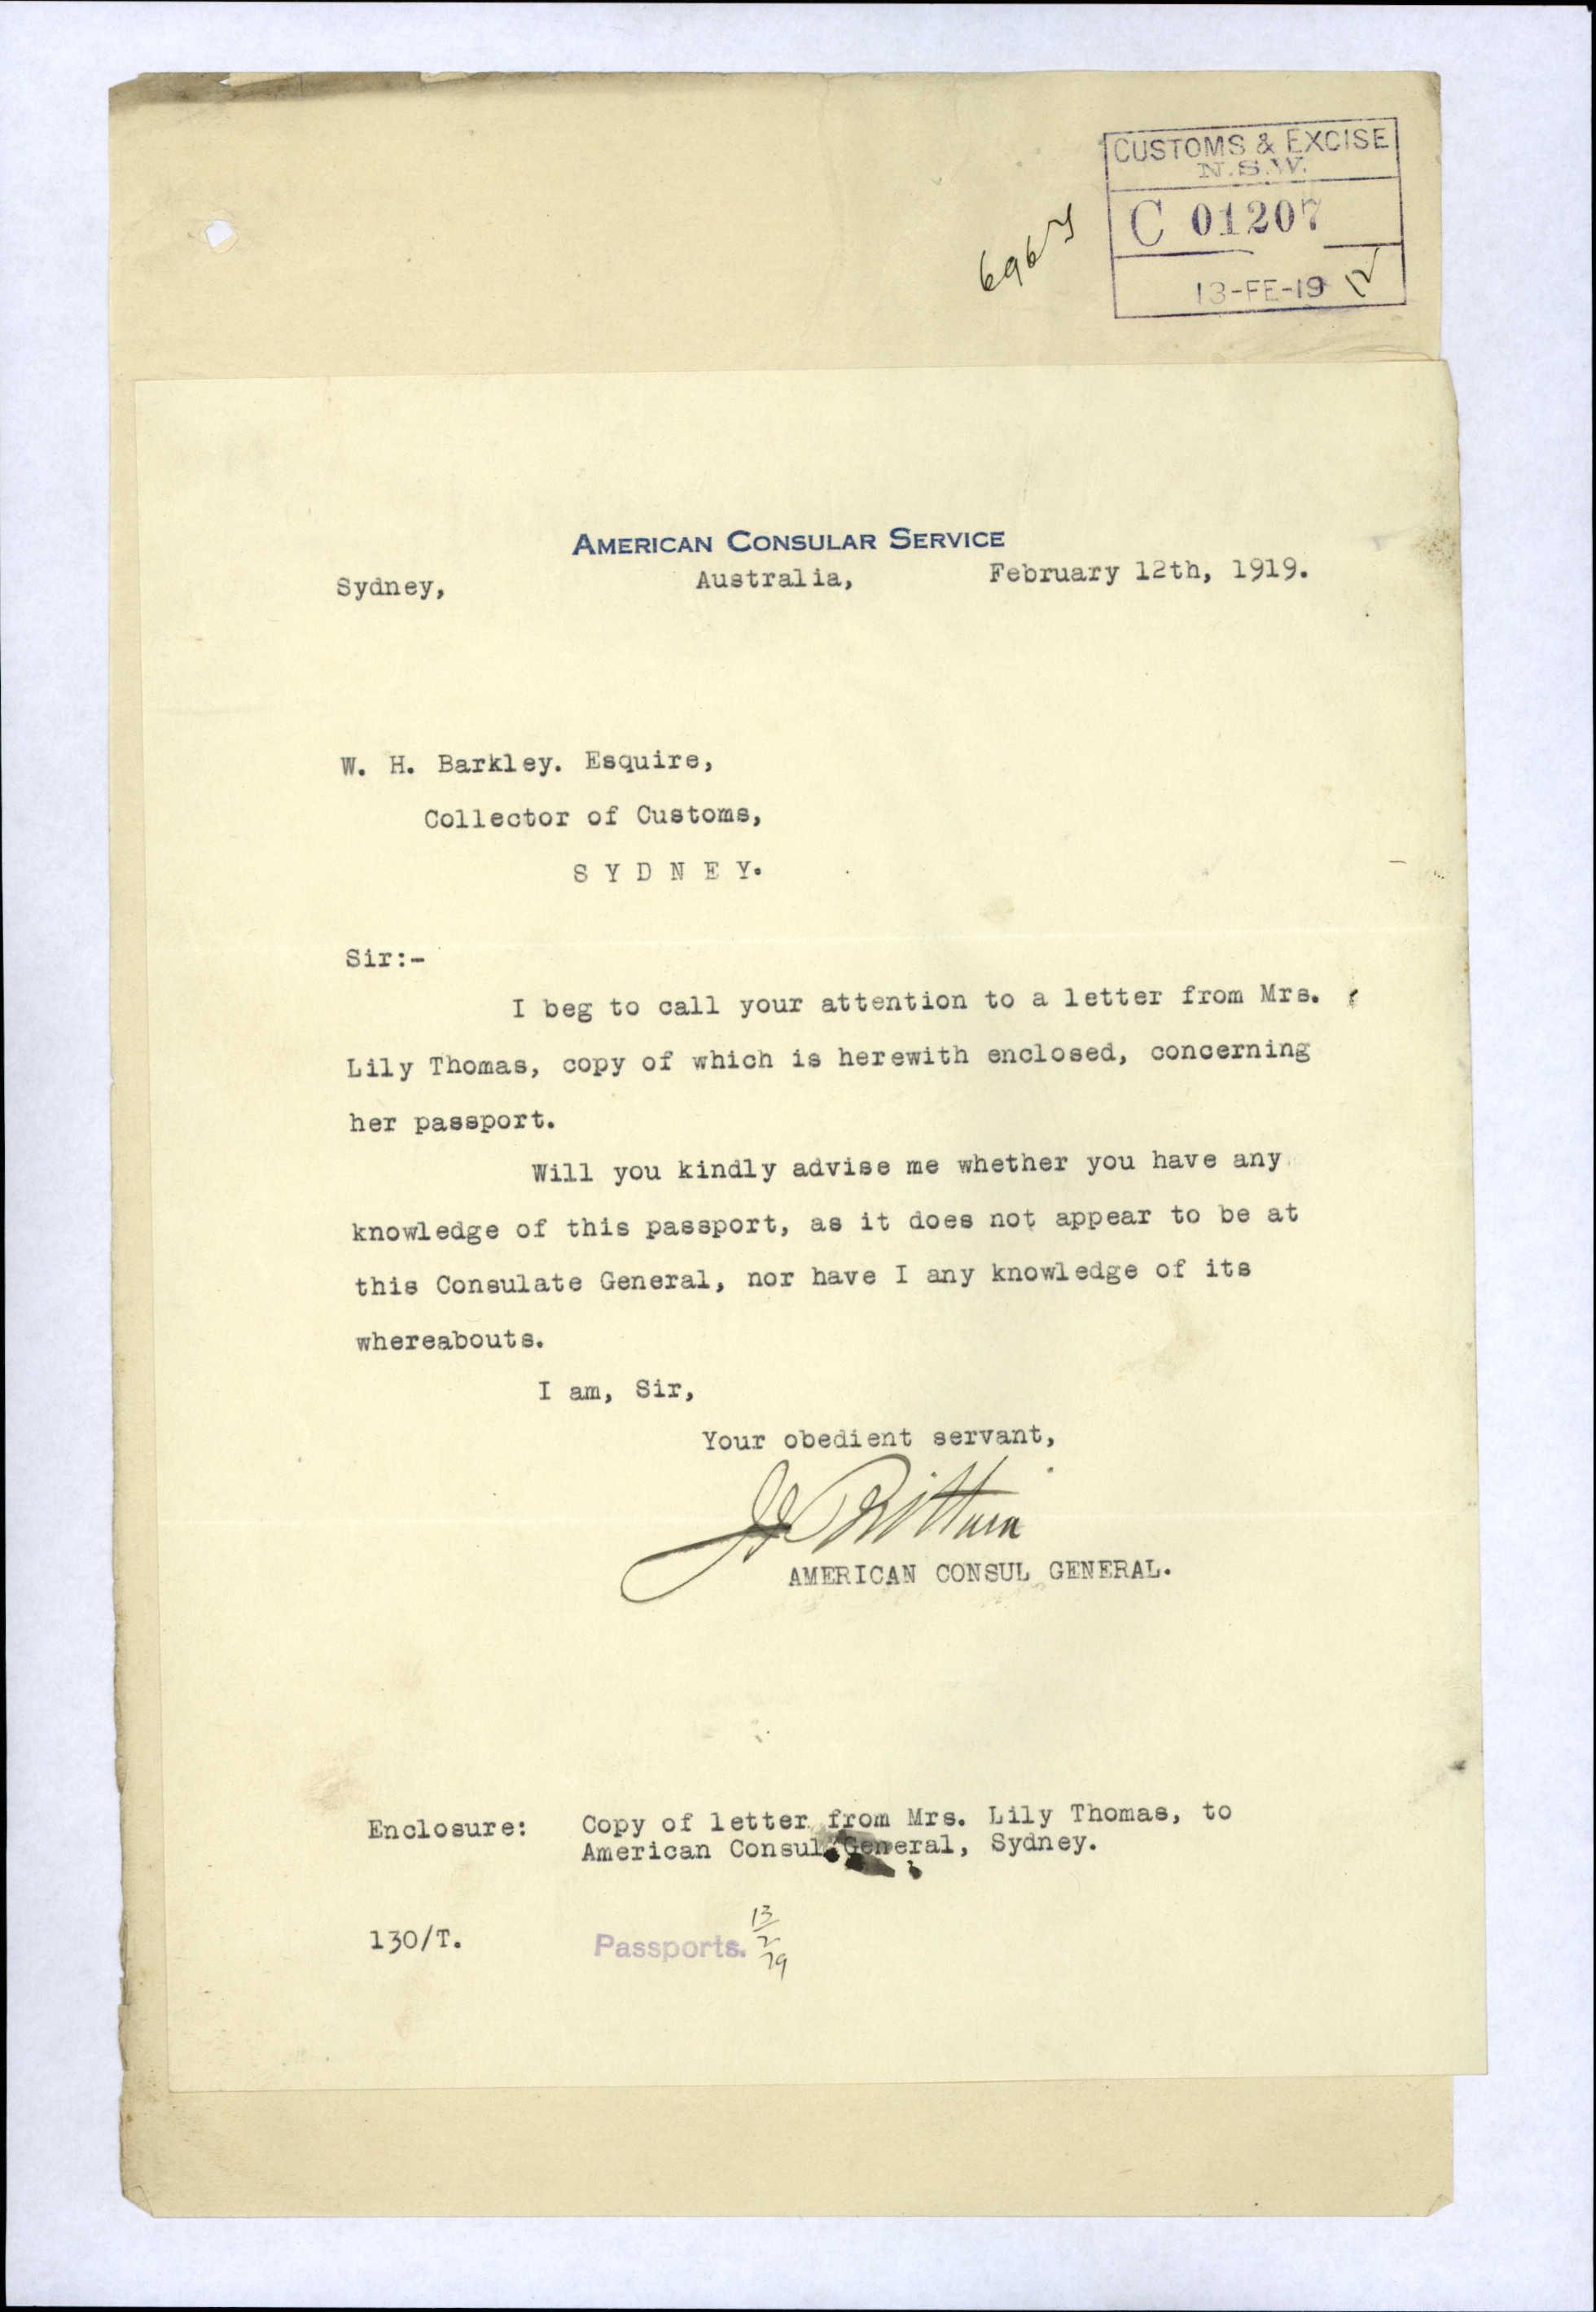 CUSTOMS & EXCISE
N.S.W.
C 01207
13-FE-19
AMERICAN CONSULAR SERVICE
Sydney, Australia, February 12th, 1919.
W. H. Barkley. Esquire,
Collector of Customs,
S Y D N E Y.
Sir:-
I beg to call your attention to a letter from Mrs.
Lily Thomas, copy of which is herewith enclosed, concerning
her passport.
Will you kindly advise me whether you have any
knowledge of this passport, as it does not appear to be at
this Consulate General, nor have I any knowledge of its
whereabouts.
I am, Sir,
Your obedient servant,
Brittain
AMERICAN CONSUL GENERAL.
Enclosure: Copy of letter from Mrs. Lily Thomas, to
American Consul General, Sydney.
130/T. Passports. 13/2/19